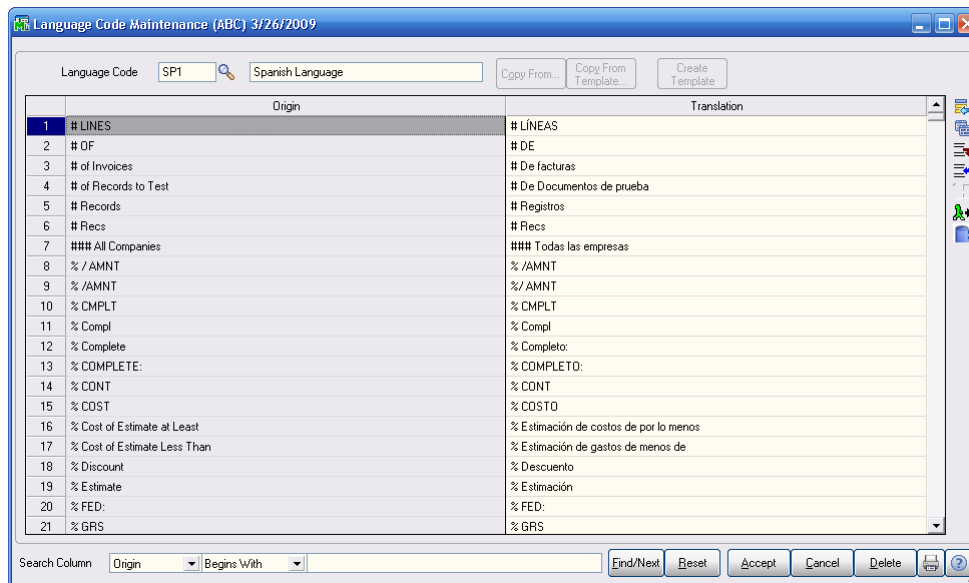 Language Code Maintenance (ABC) 3/26/2009
Language Code SP1 Spanish Language Copy From... Copy From Template... Create Template
Origin Translation
1 # LINES # LÍNEAS
2 # OF # DE
3 # of Invoices # De facturas
4 # of Records to Test # De Documentos de prueba
5 # Records # Registros
6 # Recs # Recs
7 ### All Companies ### Todas las empresas
8 % / AMNT % /AMNT
9 % /AMNT %/ AMNT
10 % CMPLT % CMPLT
11 % Compl % Compl
12 % Complete % Completo:
13 % COMPLETE: % COMPLETO:
14 % CONT % CONT
15 % COST % COSTO
16 % Cost of Estimate at Least % Estimación de costos de por lo menos
17 % Cost of Estimate Less Than % Estimación de gastos de menos de
18 % Discount % Descuento
19 % Estimate % Estimación
20 % FED: % FED:
21 % GRS % GRS
Search Column Origin Begins With Find/Next Reset Accept Cancel Delete